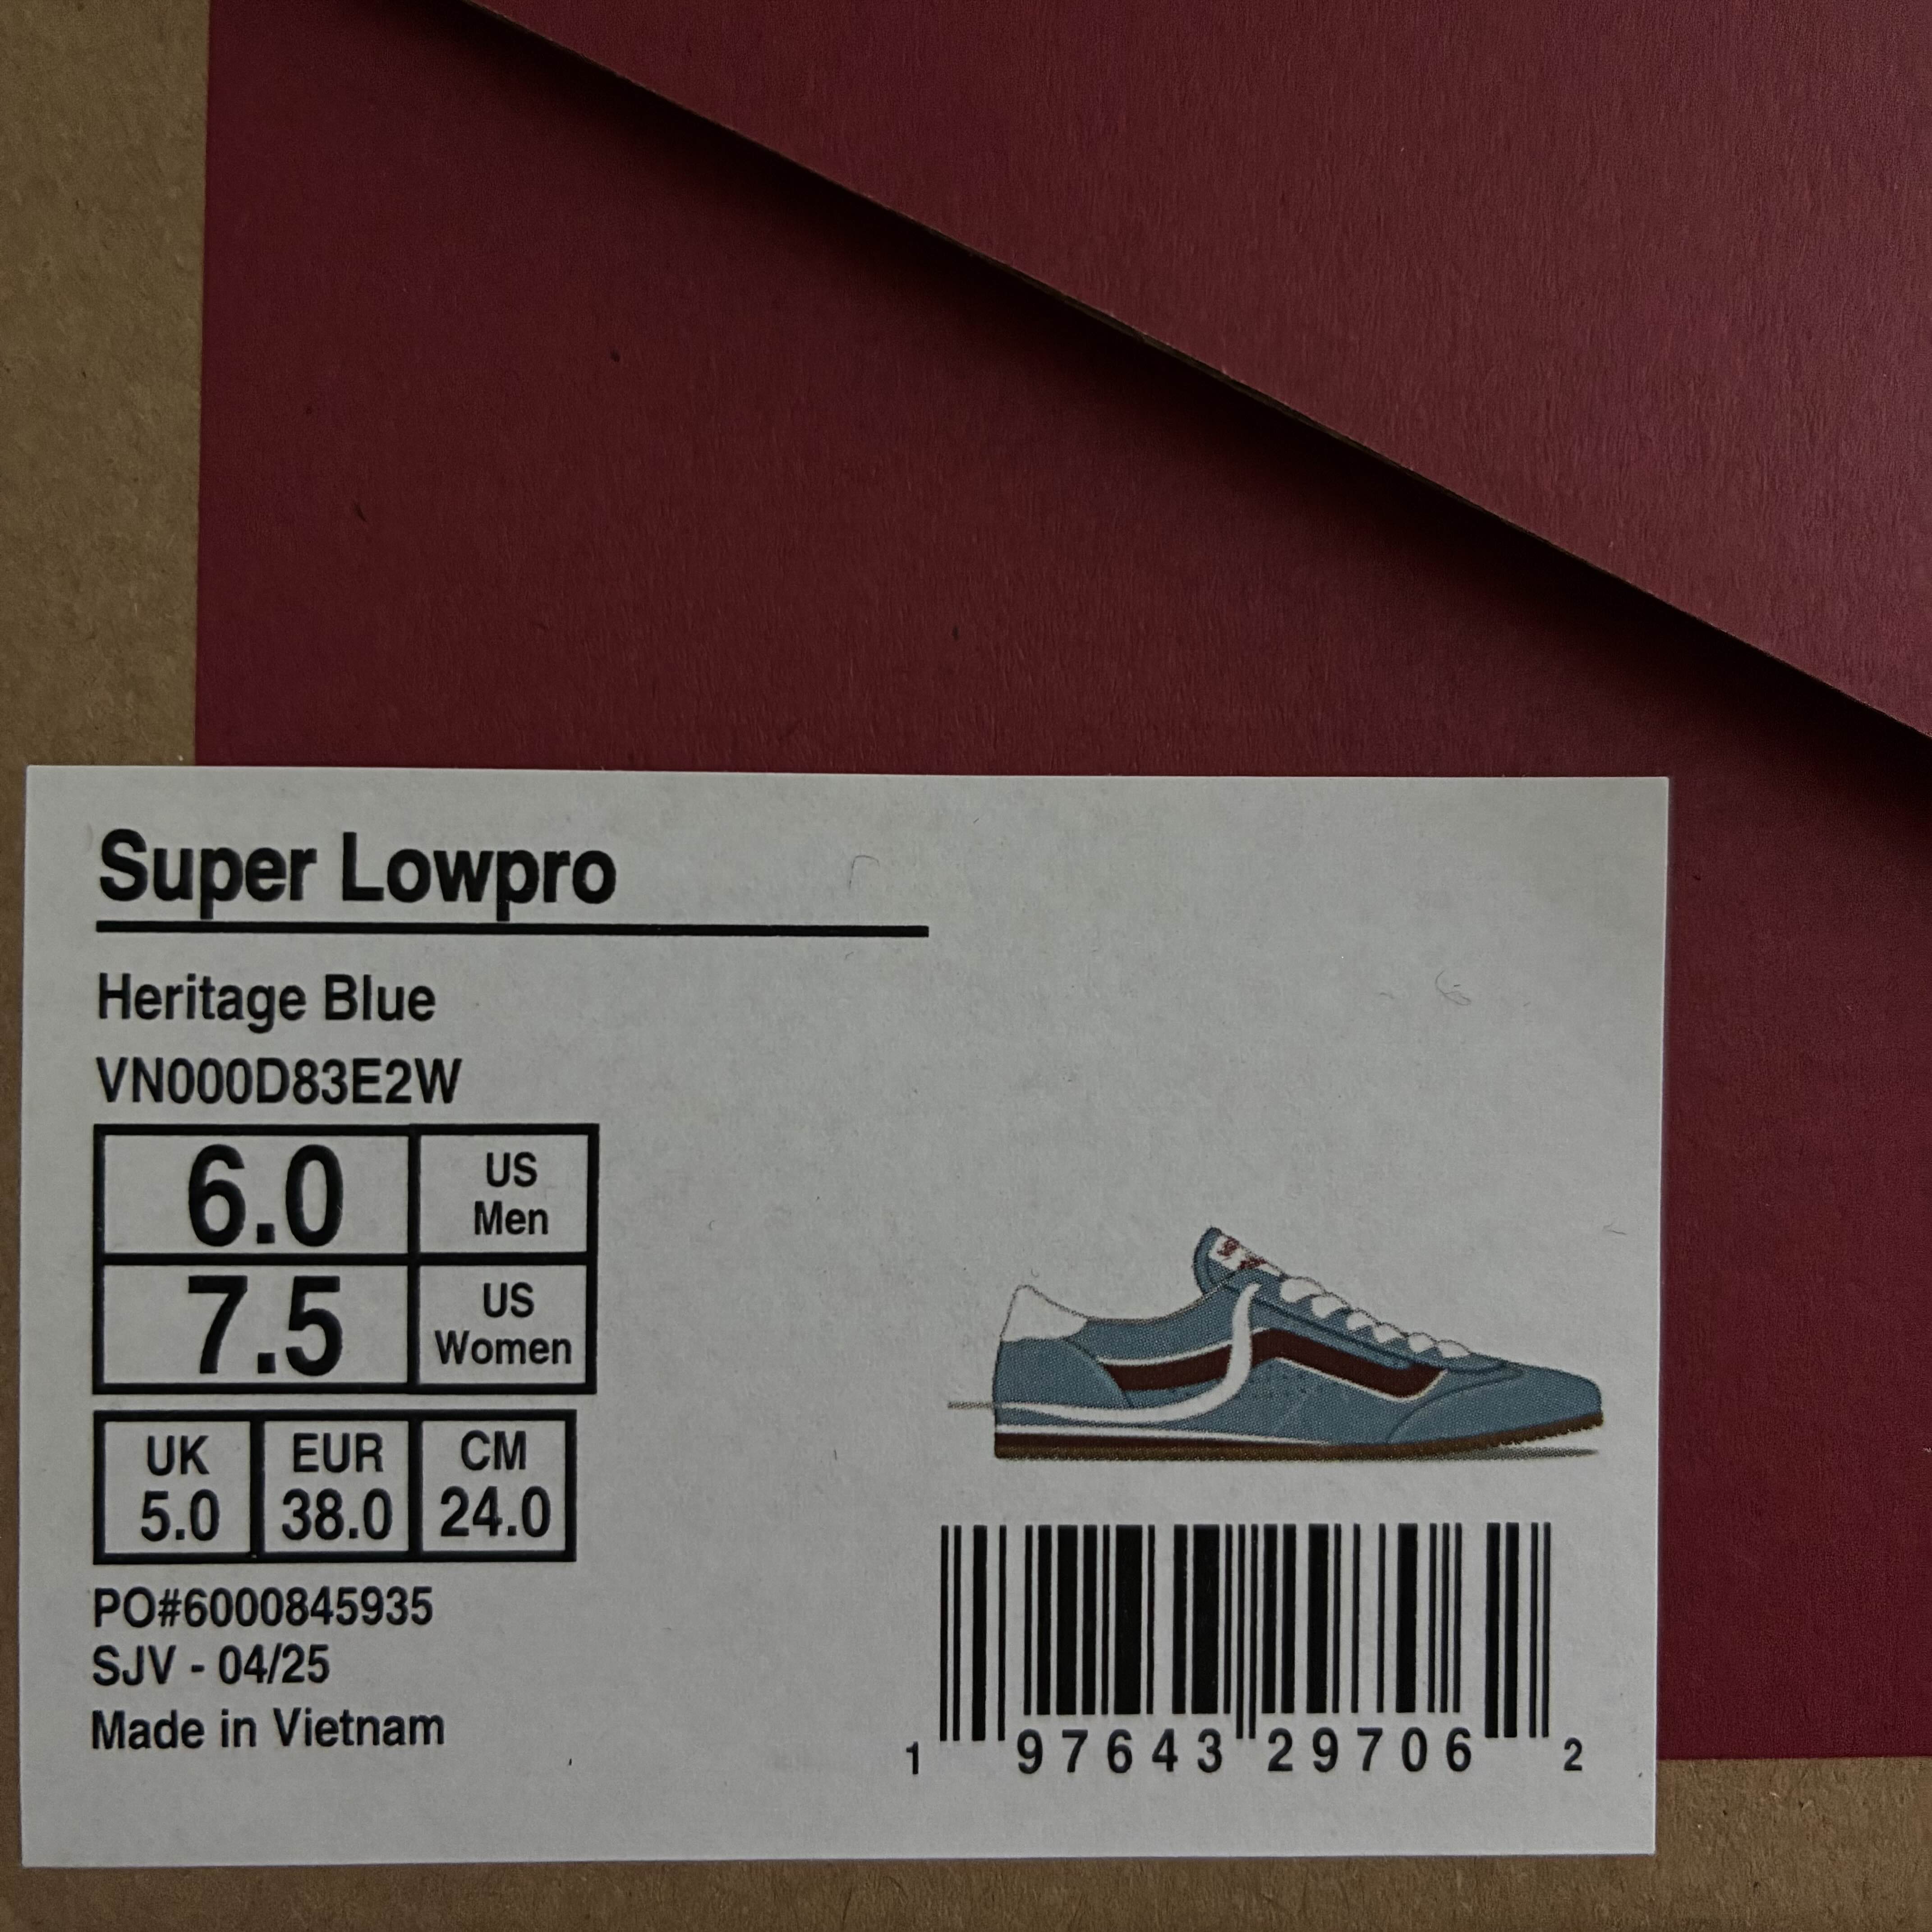 Super Lowpro
Heritage Blue
VN000D83E2W
6.0 US Men
7.5 US Women
UK EUR CM
5.0 38.0 24.0
PO#6000845935
SJV - 04/25
Made in Vietnam
1 97643 29706 2